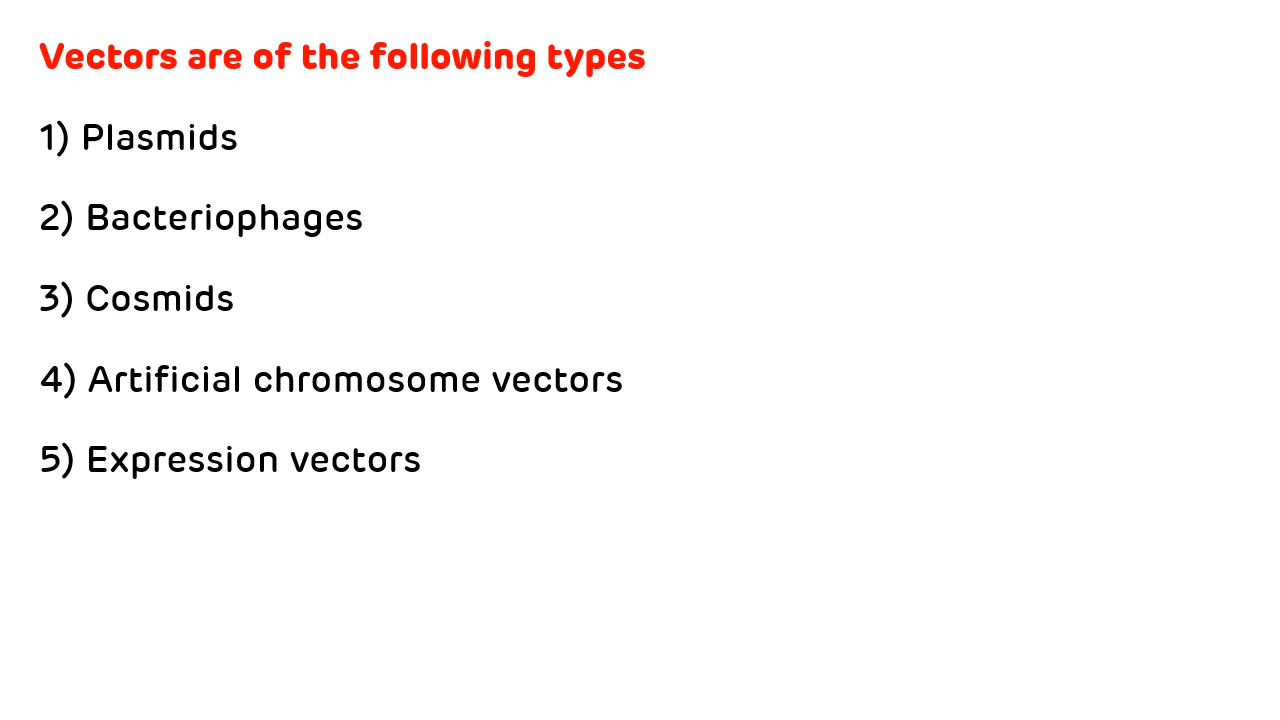 Vectors are of the following types
1) Plasmids
2) Bacteriophages
3) Cosmids
4) Artificial chromosome vectors
5) Expression vectors